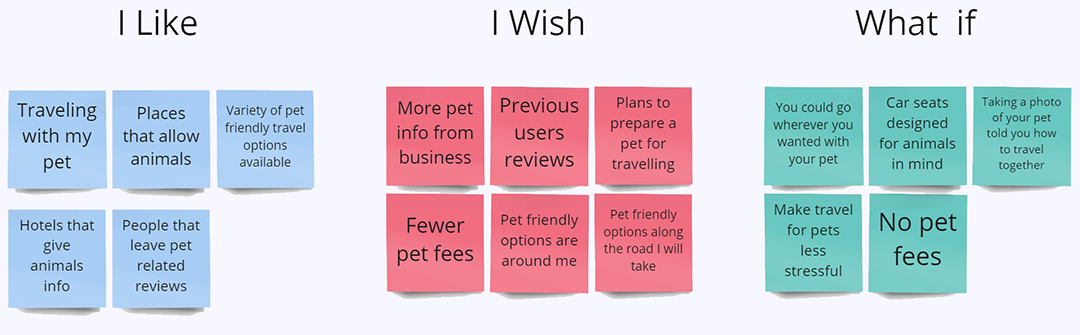 I Like
Traveling
with my
pet
Places
that allow
animals
Variety of pet
friendly travel
options
available
Hotels that
give
animals
info
People that
leave pet
related
reviews
I Wish
More pet
info from
business
Previous
users
reviews
Plans to
prepare a
pet for
travelling
Fewer
pet fees
Pet friendly
options are
around me
Pet friendly
options along
the road I will
take
What if
You could go
wherever you
wanted with
your pet
Car seats
designed
for animals
in mind
Taking a photo
of your pet
told you how
to travel
together
Make travel
for pets
less
stressful
No pet
fees